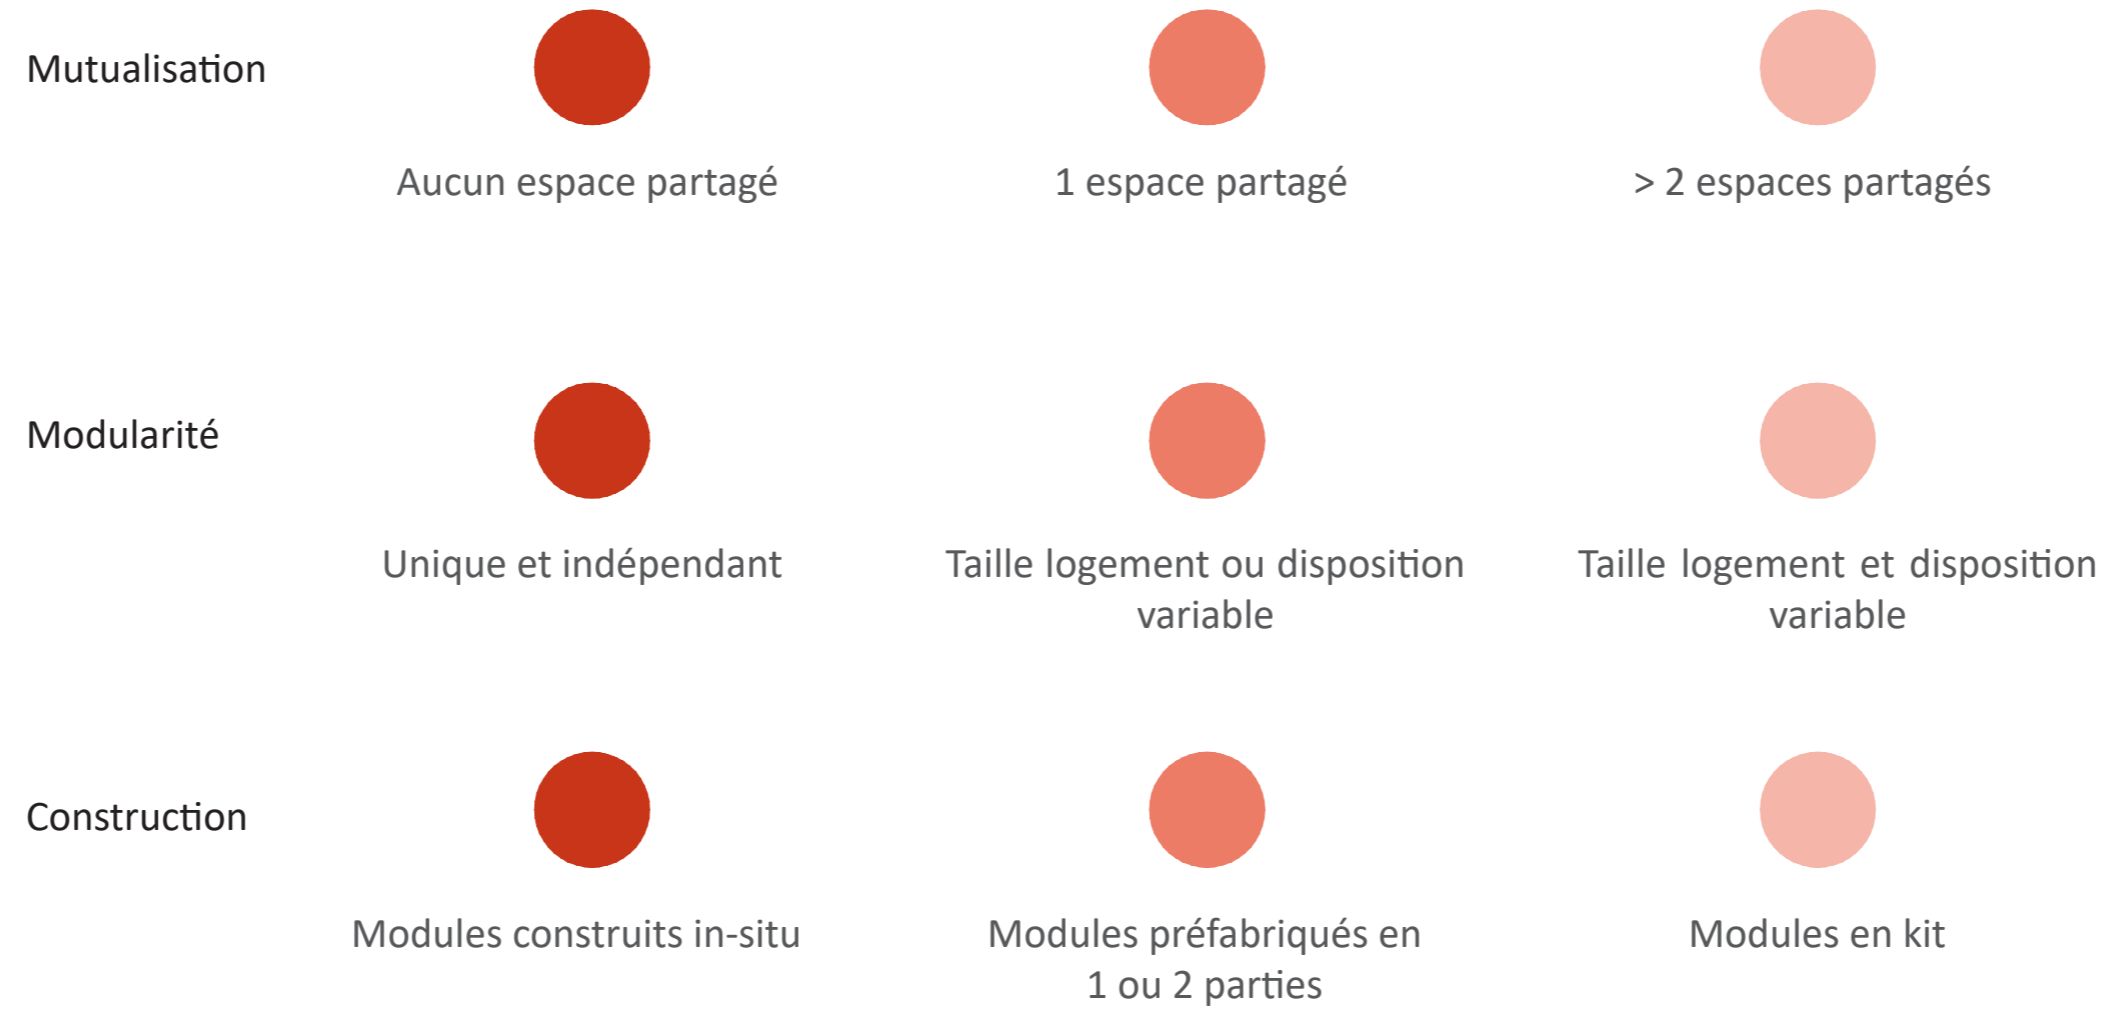 Mutualisation
Aucun espace partagé
1 espace partagé
> 2 espaces partagés
Modularité
Unique et indépendant
Taille logement ou disposition
variable
Taille logement et disposition
variable
Construction
Modules construits in-situ
Modules préfabriqués en
1 ou 2 parties
Modules en kit